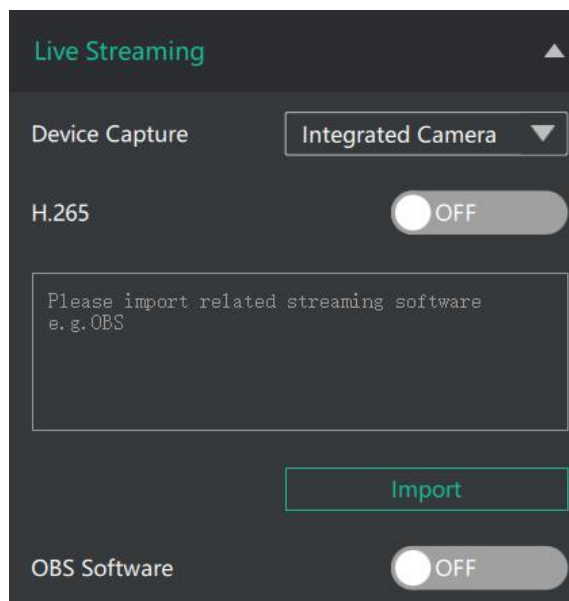 Live Streaming
Device Capture
Integrated Camera
H.265
OFF
Please import related streaming software
e.g.OBS
Import
OBS Software
OFF